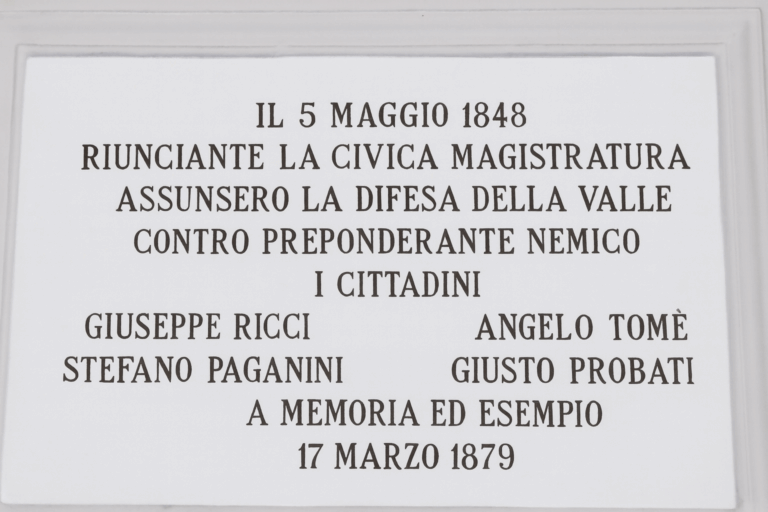 IL 5 MAGGIO 1848
RIUNCIANTE LA CIVICA MAGISTRATURA
ASSUNSERO LA DIFESA DELLA VALLE
CONTRO PREPONDERANTE NEMICO
I CITTADINI
GIUSEPPE RICCI ANGELO TOMÈ
STEFANO PAGANINI GIUSTO PROBATI
A MEMORIA ED ESEMPIO
17 MARZO 1879